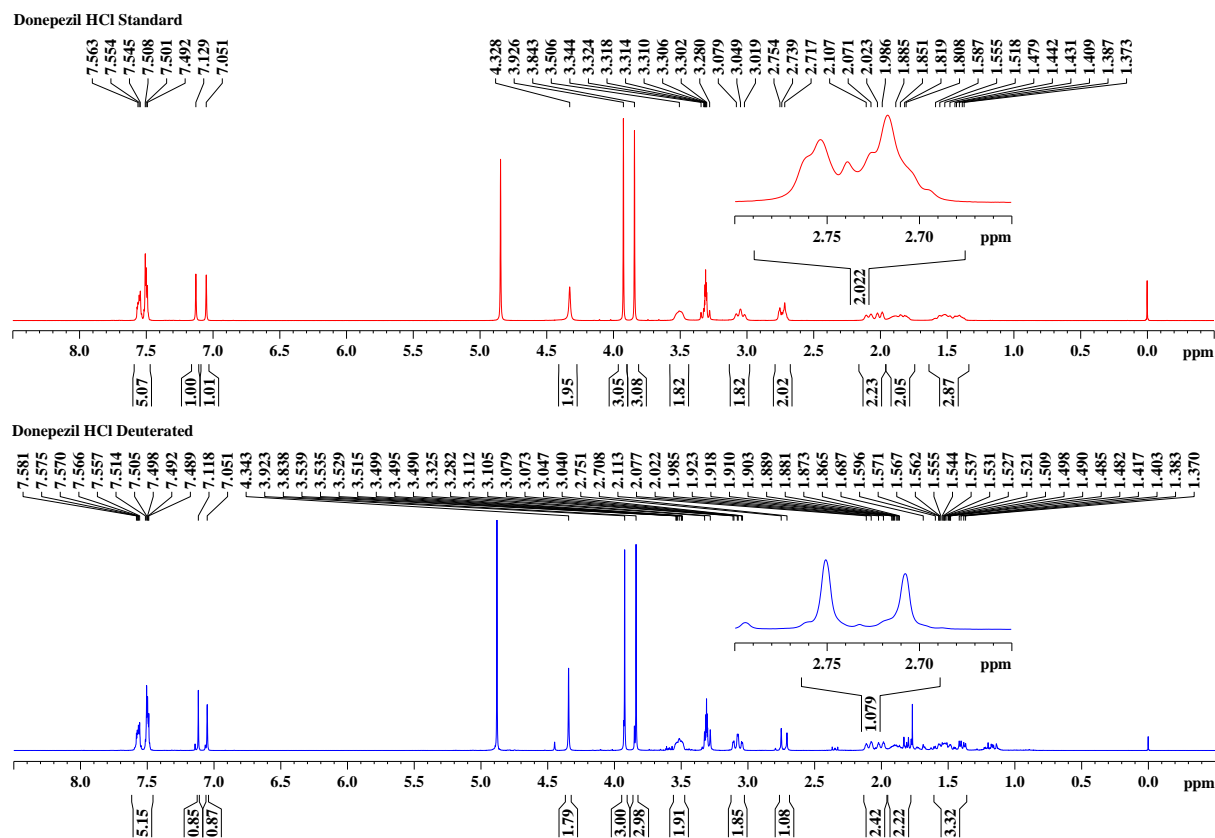 Donepezil HCl Standard
7.563 7.554 7.545 7.508 7.501 7.492 7.129 7.051 4.328 3.926 3.843 3.506 3.344 3.324 3.318 3.314 3.310 3.306 3.302 3.280 3.079 3.049 3.019 2.754 2.739 2.717 2.107 2.071 2.023 1.986 1.885 1.851 1.819 1.808 1.587 1.555 1.518 1.479 1.442 1.431 1.409 1.387 1.373
2.75 2.70 ppm
2.022
8.0 7.5 7.0 6.5 6.0 5.5 5.0 4.5 4.0 3.5 3.0 2.5 2.0 1.5 1.0 0.5 0.0 ppm
5.07 1.00 1.01 1.95 3.05 3.08 1.82 1.82 2.02 2.23 2.05 2.87
Donepezil HCl Deuterated
7.581 7.575 7.570 7.566 7.557 7.514 7.505 7.498 7.492 7.489 7.118 7.051 4.343 3.923 3.838 3.539 3.535 3.529 3.515 3.499 3.495 3.490 3.325 3.282 3.112 3.105 3.079 3.073 3.047 3.040 2.751 2.708 2.113 2.077 2.022 1.985 1.923 1.918 1.910 1.903 1.889 1.881 1.873 1.865 1.687 1.596 1.571 1.567 1.562 1.555 1.544 1.537 1.531 1.527 1.521 1.509 1.498 1.490 1.485 1.482 1.417 1.403 1.383 1.370
2.75 2.70 ppm
1.079
8.0 7.5 7.0 6.5 6.0 5.5 5.0 4.5 4.0 3.5 3.0 2.5 2.0 1.5 1.0 0.5 0.0 ppm
5.15 0.85 0.87 1.79 3.00 2.98 1.91 1.85 1.08 2.42 2.22 3.32